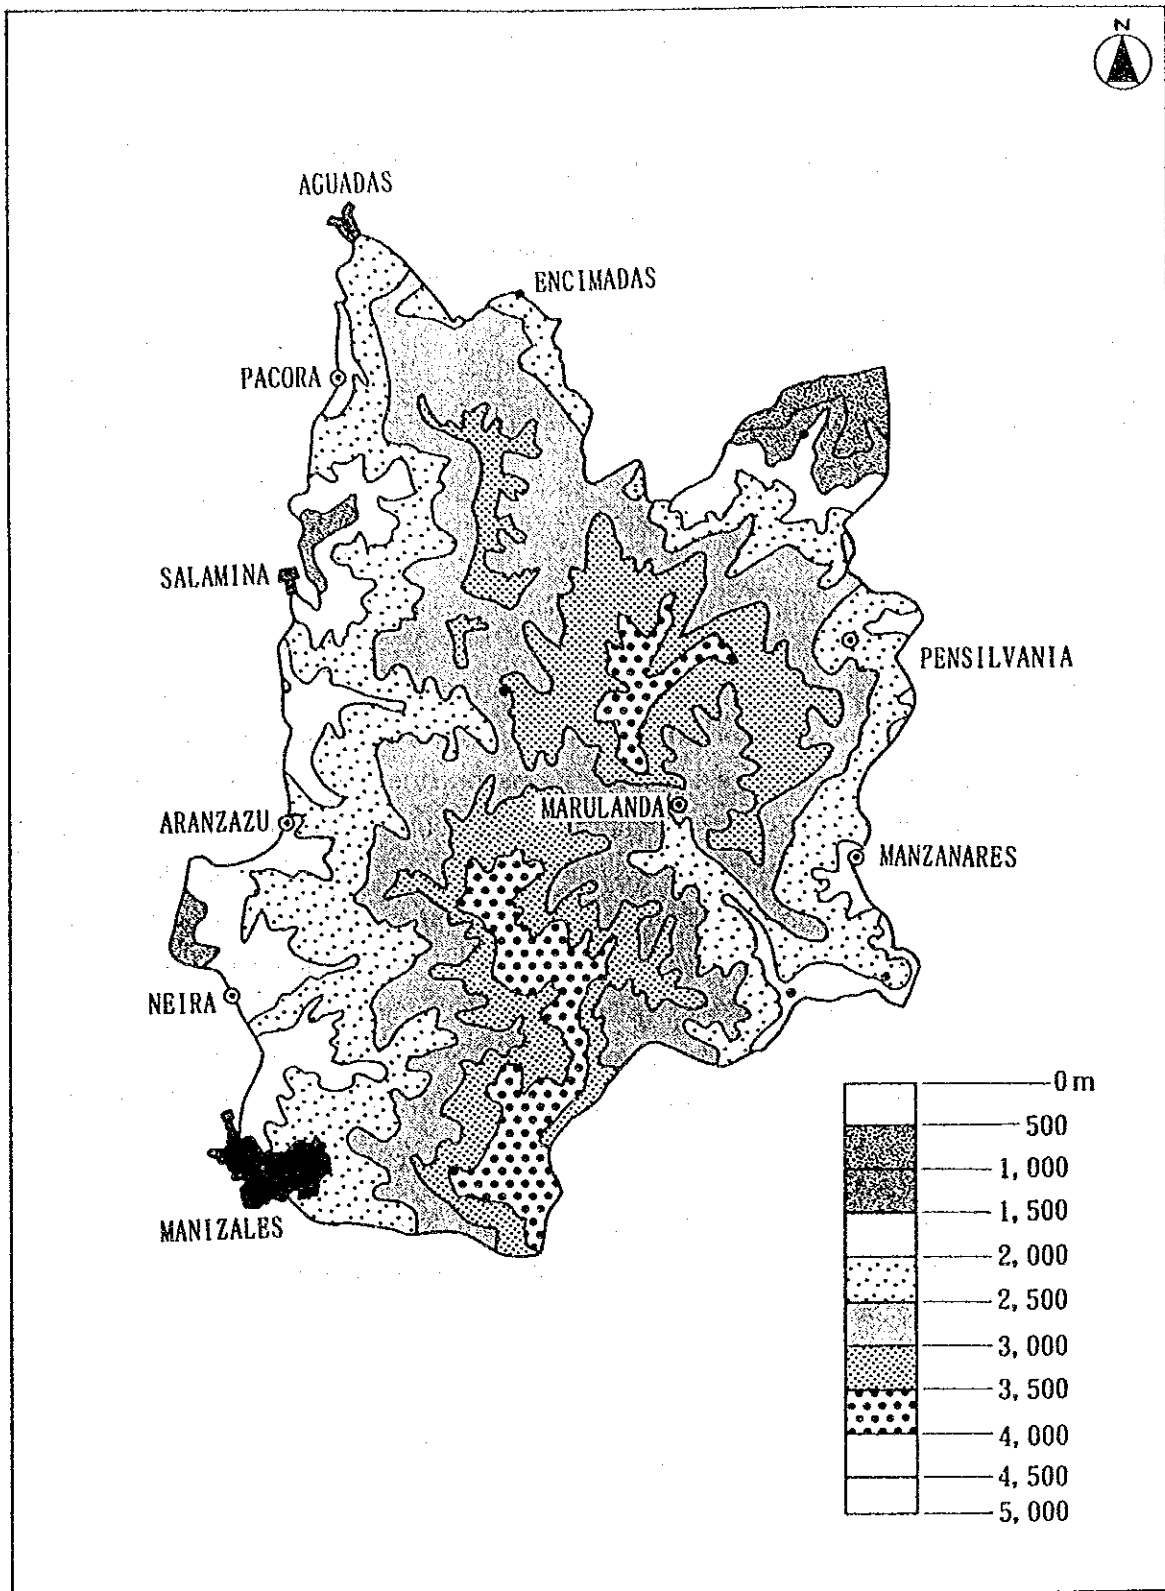 N
AGUADAS
ENCIMADAS
PACORA
SALAMINA
PENSILVANIA
MARULANDA
ARANZAZU
MANZANARES
NEIRA
MANIZALES
0m
500
1,000
1,500
2,000
2,500
3,000
3,500
4,000
4,500
5,000